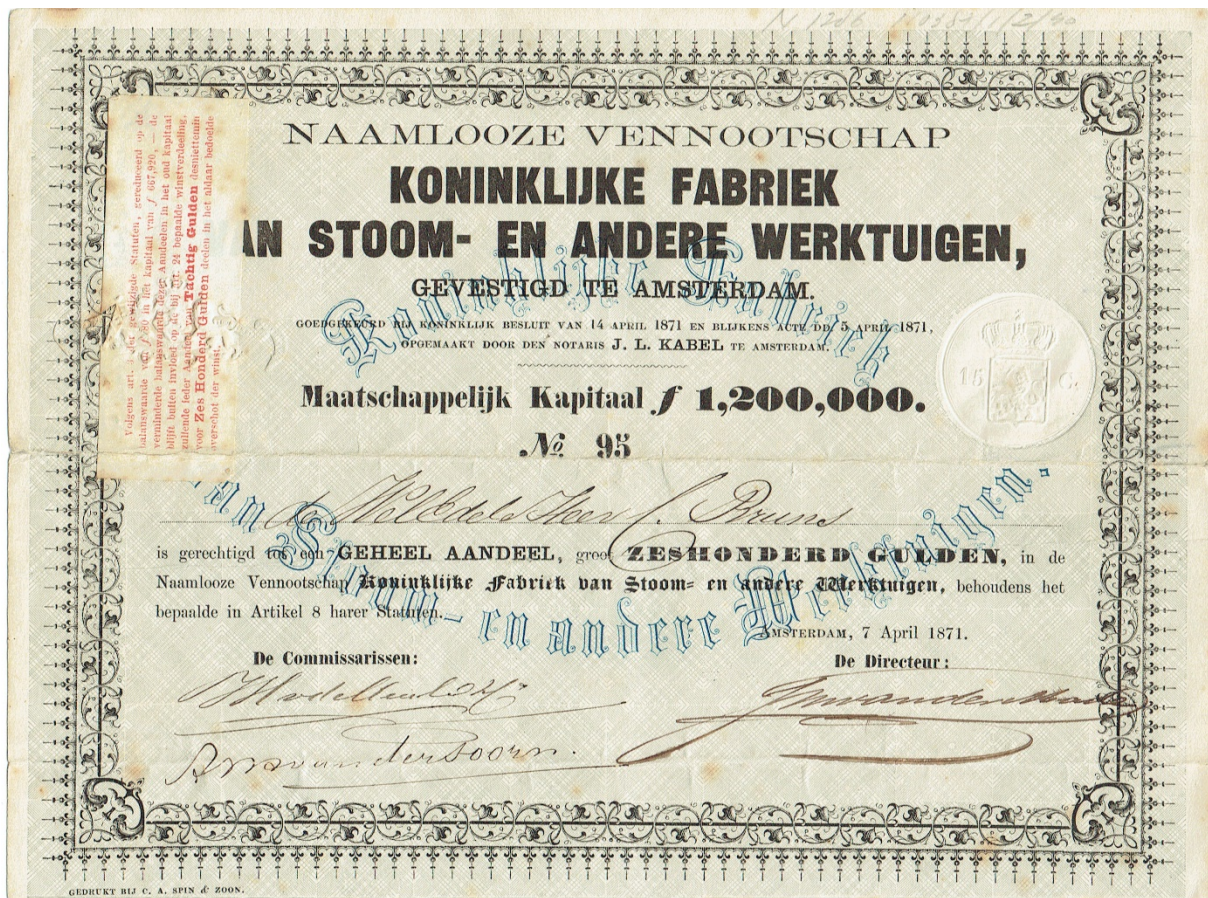 NAAMLOOZE VENNOOTSCHAP
KONINKLIJKE FABRIEK
AN STOOM- EN ANDERE WERKTUIGEN,
GEVESTIGD TE AMSTERDAM.
GOEDGEKEURD BIJ KONINKLIJK BESLUIT VAN 14 APRIL 1871 EN BLIJKENS ACTE DD. 5 APRIL 1871,
OPGEMAAKT DOOR DEN NOTARIS J. L. KABEL TE AMSTERDAM.
Maatschappelijk Kapitaal ƒ 1,200,000.
№ 95
de WelEdele Heer C. Bruns
is gerechtigd tot een GEHEEL AANDEEL, groot ZESHONDERD GULDEN, in de
Naamlooze Vennootschap Koninklijke Fabriek van Stoom- en andere Werktuigen, behoudens het
bepaalde in Artikel 8 harer Statuten.
AMSTERDAM, 7 April 1871.
De Commissarissen:
De Directeur:
van der Hoorn.
GEDRUKT BIJ C. A. SPIN & ZOON.
Koninklijke Fabriek
van Stoom- en andere Werktuigen.
15 C.
Volgens art. der gewijzigde Statuten, gereduceerd op de
balanswaarde van ƒ 80 in het kapitaal van ƒ 667,920, — de
verminderde balanswaarde dezer Aandeelen in het oud kapitaal
blijft buiten invloed op de bij Art. 24 bepaalde winstverdeeling,
zullende ieder Aandeel van Tachtig Gulden desniettemin
voor Zes Honderd Gulden deelen in het aldaar bedoelde
overschot der winst.